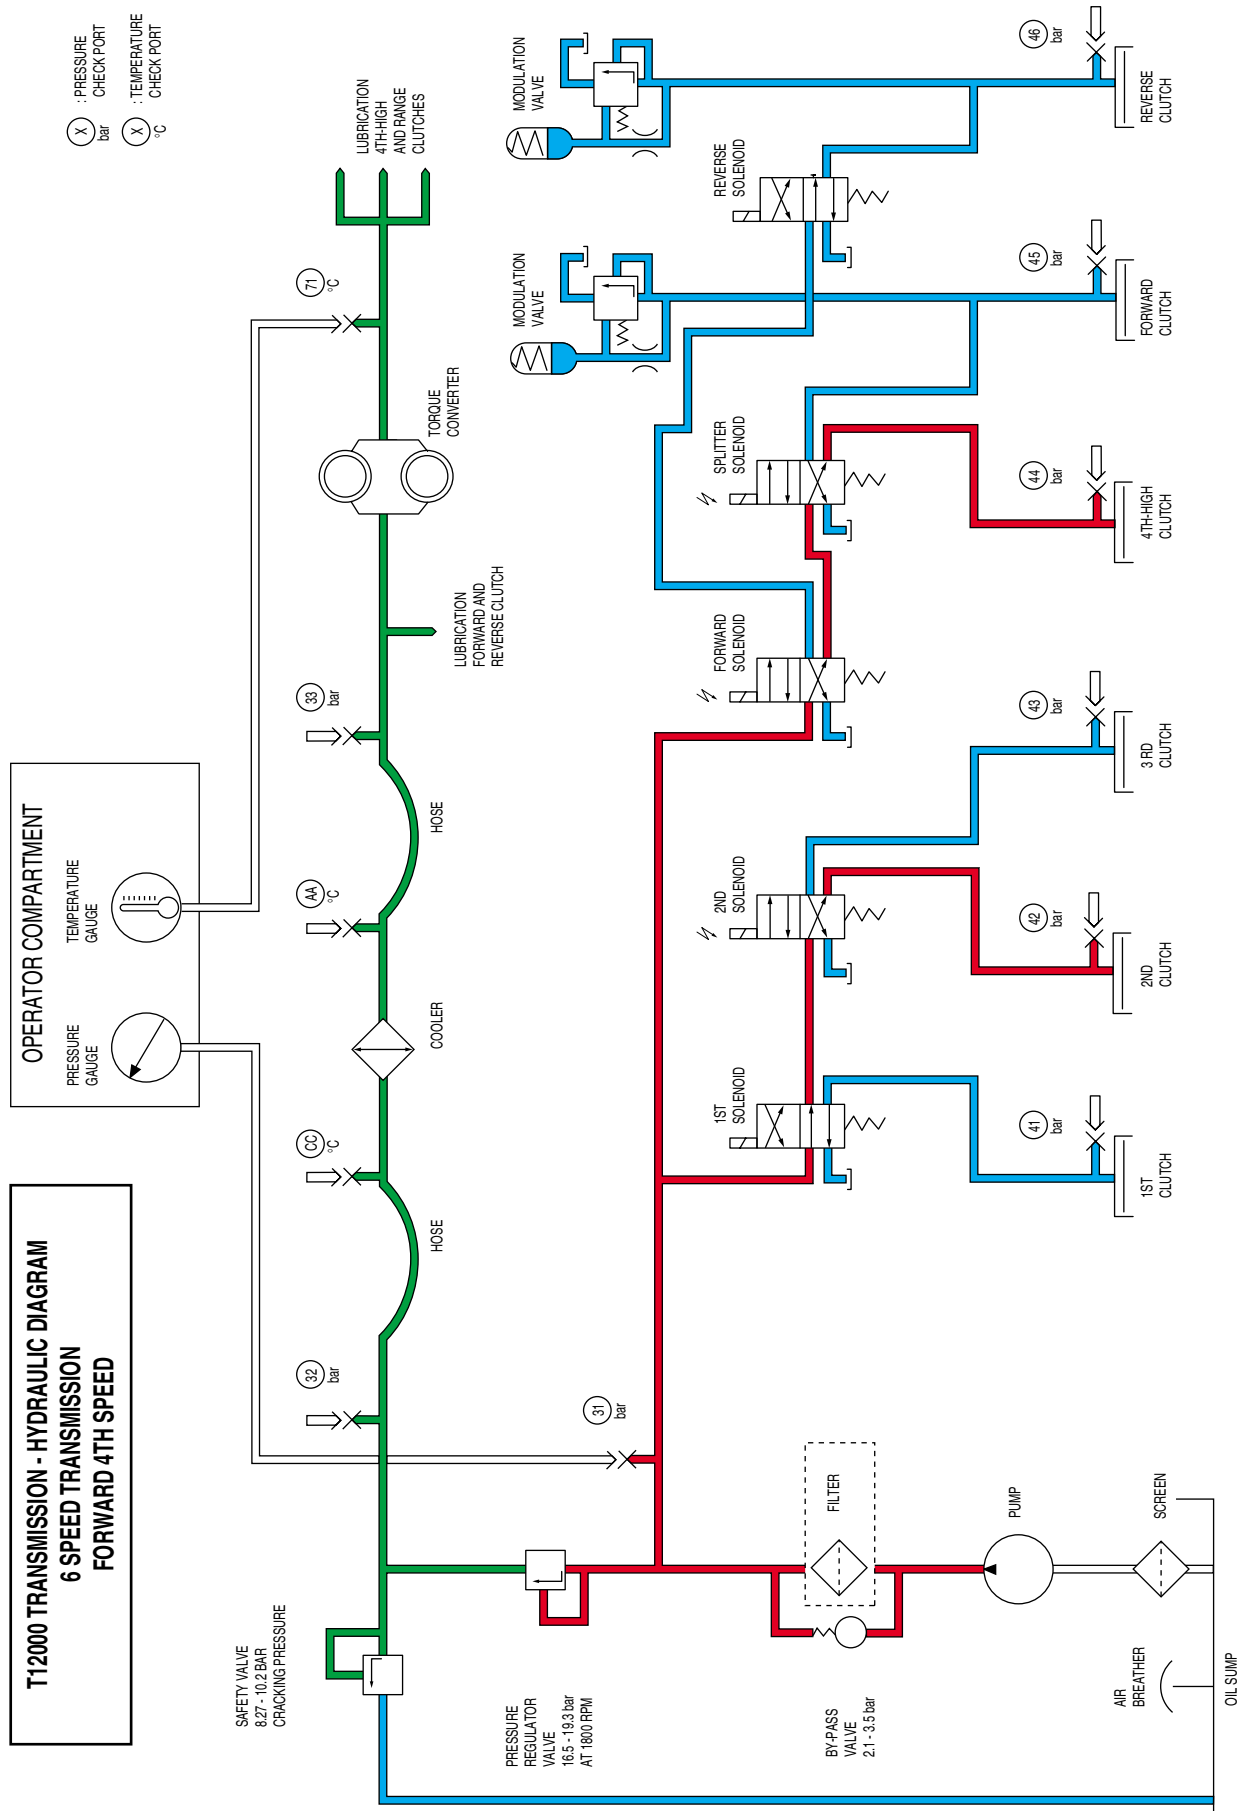 T12000 TRANSMISSION - HYDRAULIC DIAGRAM
6 SPEED TRANSMISSION
FORWARD 4TH SPEED
OPERATOR COMPARTMENT
PRESSURE
GAUGE
TEMPERATURE
GAUGE
X
bar
: PRESSURE
CHECK PORT
X
°C
: TEMPERATURE
CHECK PORT
SAFETY VALVE
8.27 - 10.2 BAR
CRACKING PRESSURE
32
bar
HOSE
CC
°C
COOLER
AA
°C
HOSE
33
bar
LUBRICATION
FORWARD AND
REVERSE CLUTCH
TORQUE
CONVERTER
71
°C
LUBRICATION
4TH-HIGH
AND RANGE
CLUTCHES
PRESSURE
REGULATOR
VALVE
16.5 - 19.3 bar
AT 1800 RPM
31
bar
MODULATION
VALVE
MODULATION
VALVE
1ST
SOLENOID
2ND
SOLENOID
FORWARD
SOLENOID
SPLITTER
SOLENOID
REVERSE
SOLENOID
BY-PASS
VALVE
2.1 - 3.5 bar
FILTER
PUMP
SCREEN
AIR
BREATHER
OIL SUMP
41
bar
42
bar
43
bar
44
bar
45
bar
46
bar
1ST
CLUTCH
2ND
CLUTCH
3 RD
CLUTCH
4TH-HIGH
CLUTCH
FORWARD
CLUTCH
REVERSE
CLUTCH